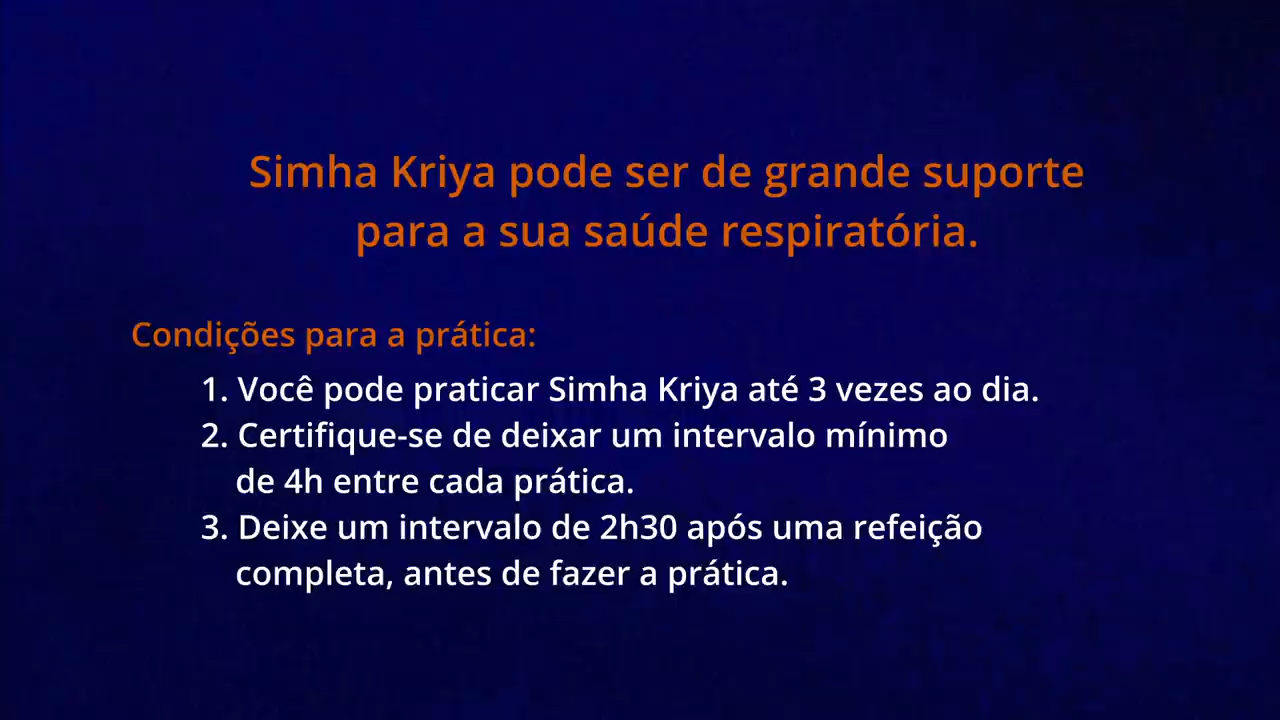 Simha Kriya pode ser de grande suporte
para a sua saúde respiratória.
Condições para a prática:
1. Você pode praticar Simha Kriya até 3 vezes ao dia.
2. Certifique-se de deixar um intervalo mínimo
de 4h entre cada prática.
3. Deixe um intervalo de 2h30 após uma refeição
completa, antes de fazer a prática.